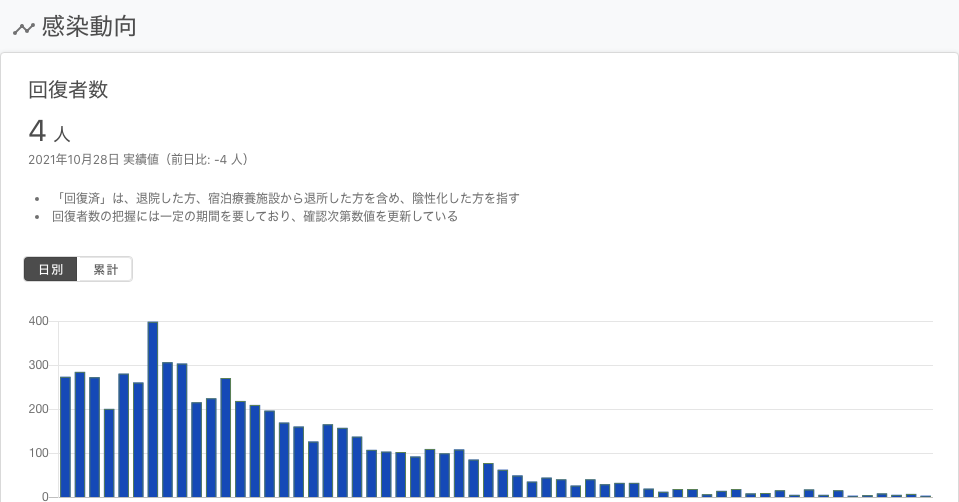 感染動向
回復者数
4 人
2021年10月28日 実績値（前日比: -4 人）
• 「回復済」は、退院した方、宿泊療養施設から退所した方を含め、陰性化した方を指す
• 回復者数の把握には一定の期間を要しており、確認次第数値を更新している
日別 累計
400
300
200
100
0